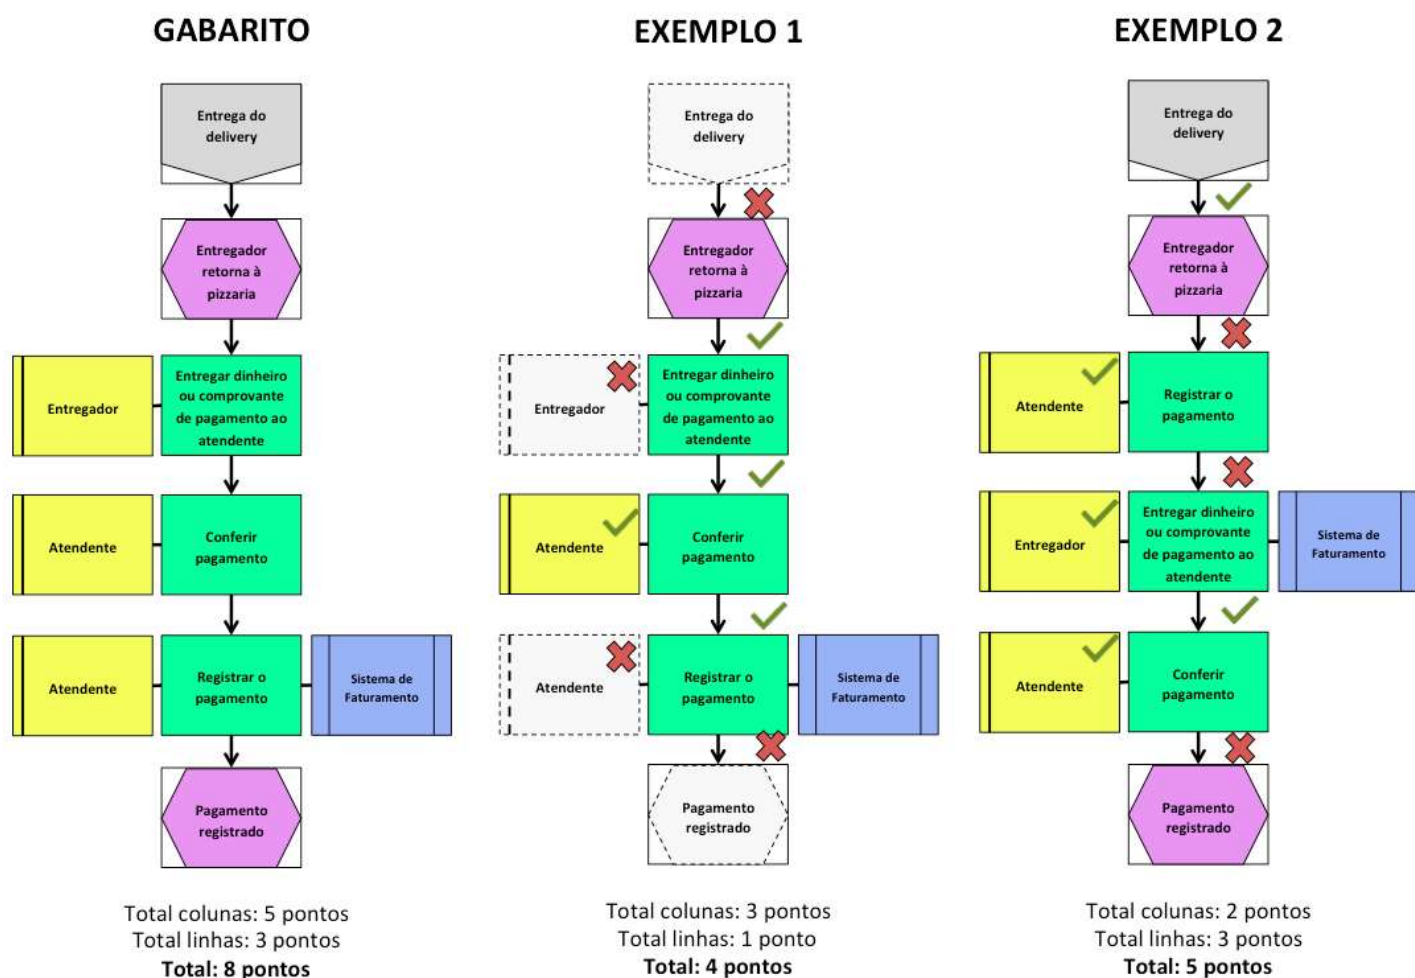 GABARITO
Entrega do
delivery
Entregador
retorna à
pizzaria
Entregador
Entregar dinheiro
ou comprovante
de pagamento ao
atendente
Atendente
Conferir
pagamento
Atendente
Registrar o
pagamento
Sistema de
Faturamento
Pagamento
registrado
Total colunas: 5 pontos
Total linhas: 3 pontos
Total: 8 pontos
EXEMPLO 1
Entrega do
delivery
Entregador
retorna à
pizzaria
Entregador
Entregar dinheiro
ou comprovante
de pagamento ao
atendente
Atendente
Conferir
pagamento
Atendente
Registrar o
pagamento
Sistema de
Faturamento
Pagamento
registrado
Total colunas: 3 pontos
Total linhas: 1 ponto
Total: 4 pontos
EXEMPLO 2
Entrega do
delivery
Entregador
retorna à
pizzaria
Atendente
Registrar o
pagamento
Entregador
Entregar dinheiro
ou comprovante
de pagamento ao
atendente
Sistema de
Faturamento
Atendente
Conferir
pagamento
Pagamento
registrado
Total colunas: 2 pontos
Total linhas: 3 pontos
Total: 5 pontos